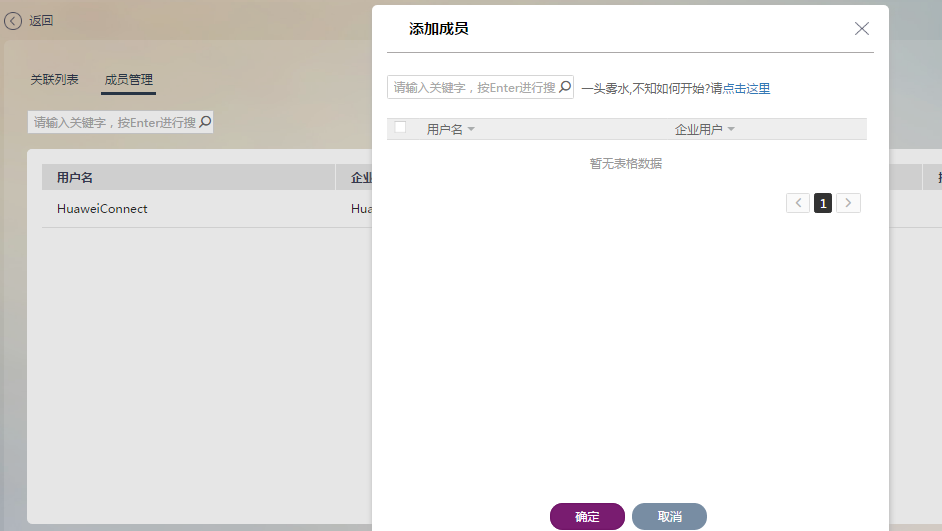 返回
关联列表 成员管理
请输入关键字，按Enter进行搜
用户名 企业
HuaweiConnect Hua
添加成员
请输入关键字，按Enter进行搜 一头雾水,不知如何开始?请点击这里
用户名 企业用户
暂无表格数据
1
确定 取消